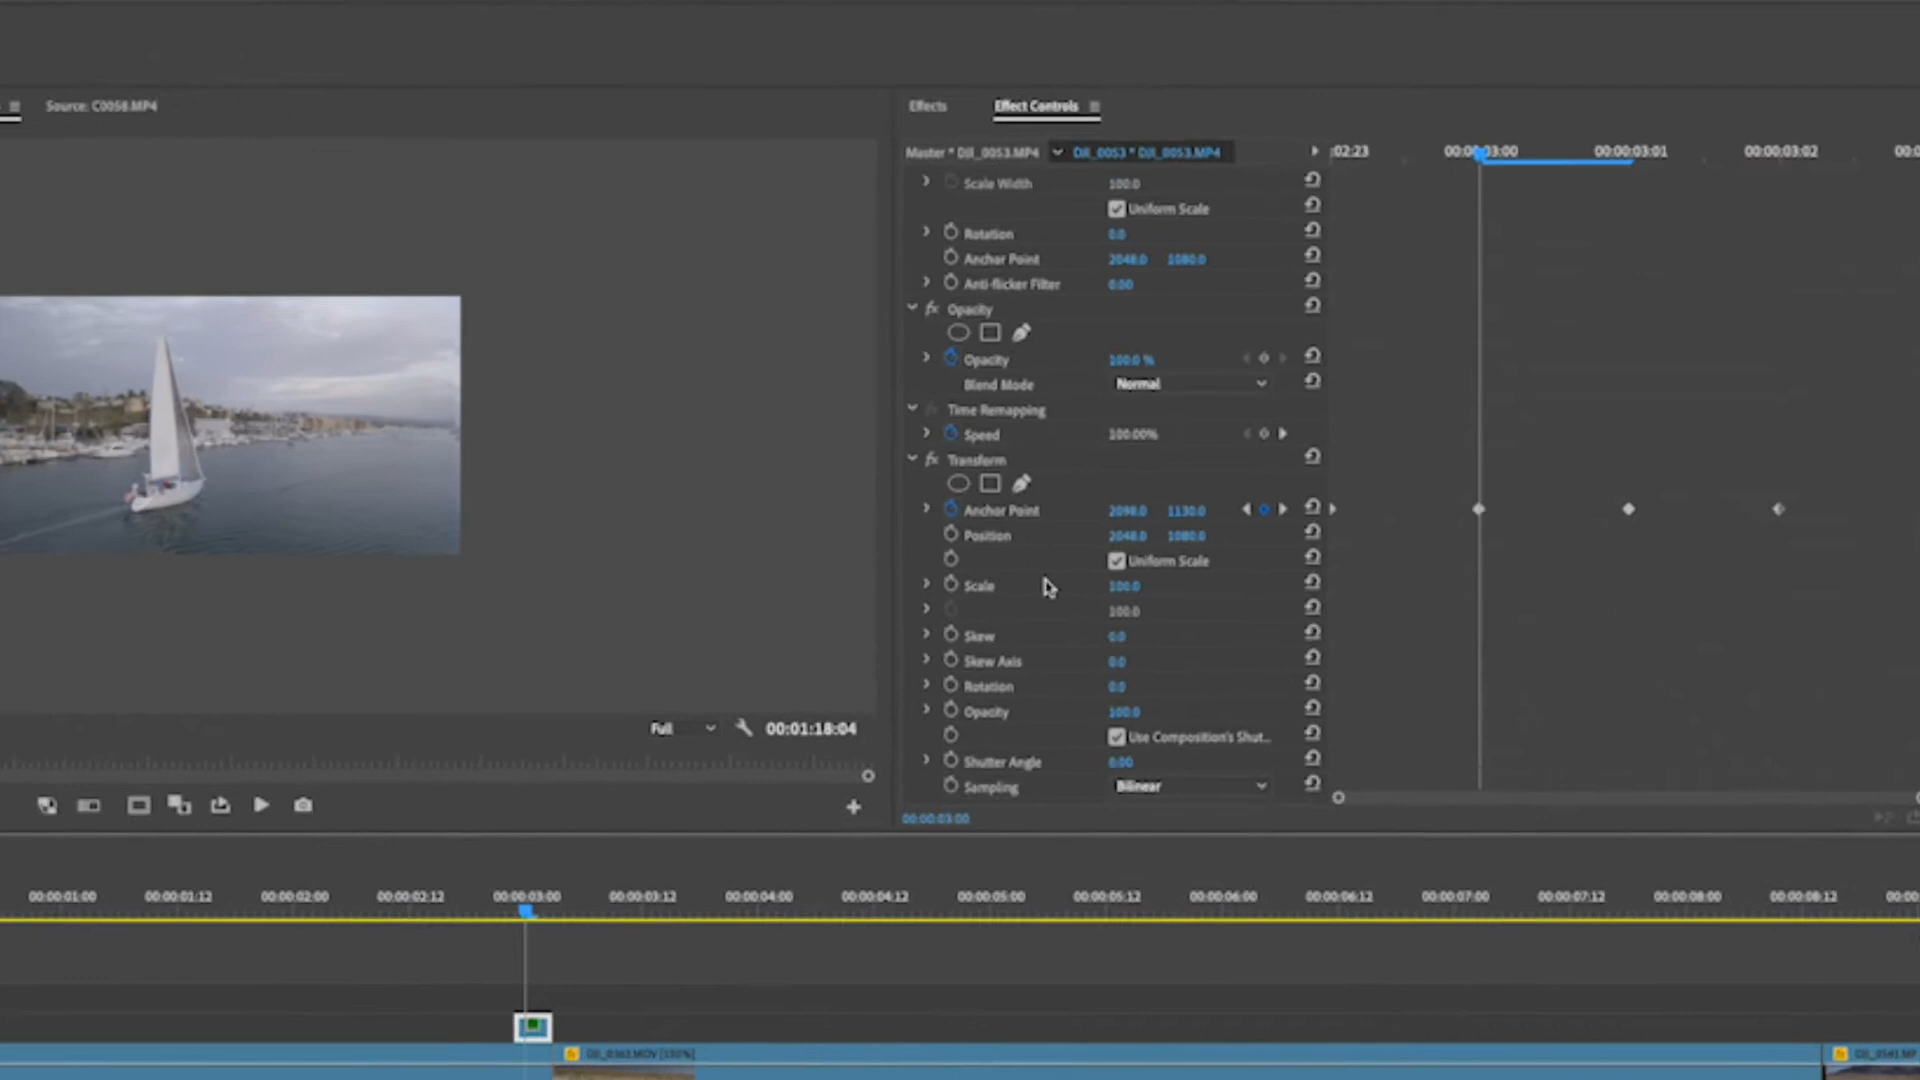 Source: C0058.MP4
Effects
Effect Controls
Master * DJI_0053.MP4
DJI_0053 * DJI_0053.MP4
:02:23
00:00:03:00
00:00:03:01
00:00:03:02
00:0
Scale Width 100.0
Uniform Scale
Rotation 0.0
Anchor Point 2048.0 1080.0
Anti-flicker Filter 0.00
fx Opacity
Opacity 100.0 %
Blend Mode Normal
Time Remapping
Speed 100.00%
fx Transform
Anchor Point 2098.0 1130.0
Position 2048.0 1080.0
Uniform Scale
Scale 100.0
100.0
Skew 0.0
Skew Axis 0.0
Rotation 0.0
Opacity 100.0
Use Composition's Shut...
Shutter Angle 0.00
Sampling Bilinear
Full
00:01:18:04
00:00:03:00
00:00:01:00
00:00:01:12
00:00:02:00
00:00:02:12
00:00:03:00
00:00:03:12
00:00:04:00
00:00:04:12
00:00:05:00
00:00:05:12
00:00:06:00
00:00:06:12
00:00:07:00
00:00:07:12
00:00:08:00
00:00:08:12
00:00